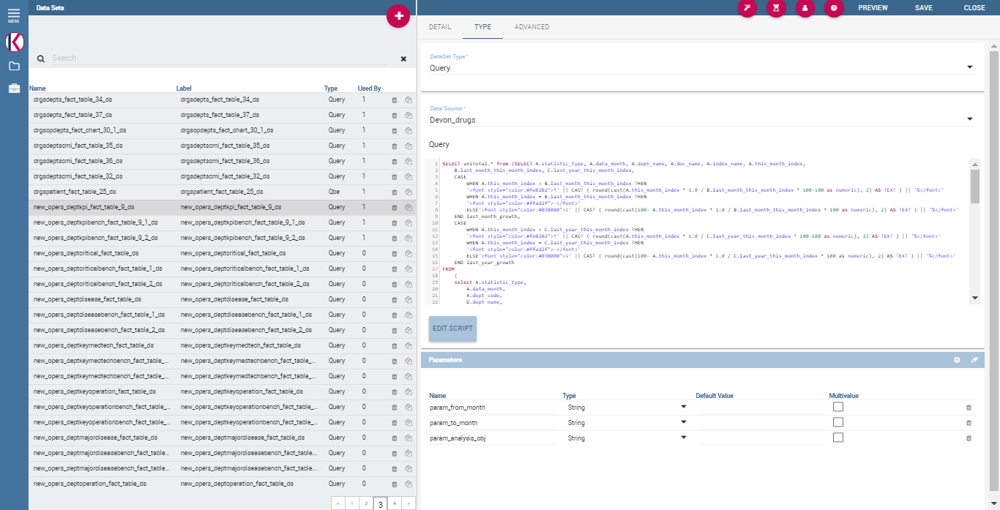 MENU
Data Sets
Search
Name Label Type Used By
drgsdepts_fact_table_34_ds drgsdepts_fact_table_34_ds Query 1
drgsdepts_fact_table_37_ds drgsdepts_fact_table_37_ds Query 1
drgsopdepts_fact_chart_30_1_ds drgsopdepts_fact_chart_30_1_ds Query 1
drgsdeptscmi_fact_table_35_ds drgsdeptscmi_fact_table_35_ds Query 1
drgsdeptscmi_fact_table_36_ds drgsdeptscmi_fact_table_36_ds Query 1
drgsdeptscmi_fact_table_32_ds drgsdeptscmi_fact_table_32_ds Query 1
drgspatient_fact_table_25_ds drgspatient_fact_table_25_ds Qbe 1
new_opers_deptkpi_fact_table_9_ds new_opers_deptkpi_fact_table_9_ds Query 1
new_opers_deptkpibench_fact_table_9_1_ds new_opers_deptkpibench_fact_table_9_1_ds Query 1
new_opers_deptkpibench_fact_table_9_2_ds new_opers_deptkpibench_fact_table_9_2_ds Query 1
new_opers_deptcritical_fact_table_ds new_opers_deptcritical_fact_table_ds Query 0
new_opers_deptcriticalbench_fact_table_1_ds new_opers_deptcriticalbench_fact_table_1_ds Query 0
new_opers_deptcriticalbench_fact_table_2_ds new_opers_deptcriticalbench_fact_table_2_ds Query 0
new_opers_deptdisease_fact_table_ds new_opers_deptdisease_fact_table_ds Query 0
new_opers_deptdiseasebench_fact_table_1_ds new_opers_deptdiseasebench_fact_table_1_ds Query 0
new_opers_deptdiseasebench_fact_table_2_ds new_opers_deptdiseasebench_fact_table_2_ds Query 0
new_opers_deptkeymedtech_fact_table_ds new_opers_deptkeymedtech_fact_table_ds Query 0
new_opers_deptkeymedtechbench_fact_table_... new_opers_deptkeymedtechbench_fact_table_... Query 0
new_opers_deptkeymedtechbench_fact_table_... new_opers_deptkeymedtechbench_fact_table_... Query 0
new_opers_deptkeyoperation_fact_table_ds new_opers_deptkeyoperation_fact_table_ds Query 0
new_opers_deptkeyoperationbench_fact_table_... new_opers_deptkeyoperationbench_fact_table_... Query 0
new_opers_deptkeyoperationbench_fact_table_... new_opers_deptkeyoperationbench_fact_table_... Query 0
new_opers_deptmajordisease_fact_table_ds new_opers_deptmajordisease_fact_table_ds Query 0
new_opers_deptmajordiseasebench_fact_table... new_opers_deptmajordiseasebench_fact_table... Query 0
new_opers_deptmajordiseasebench_fact_table... new_opers_deptmajordiseasebench_fact_table... Query 0
new_opers_deptoperation_fact_table_ds new_opers_deptoperation_fact_table_ds Query 0
< 1 2 3 4 >
PREVIEW SAVE CLOSE
DETAIL TYPE ADVANCED
DataSet Type *
Query
Data Source *
Devon_drugs
Query
1 SELECT unitotal.* from (SELECT A.statistic_type, A.data_month, A.dept_name, A.doc_name, A.index_name, A.this_month_index,
2 B.last_month_this_month_index, C.last_year_this_month_index,
3 CASE
4 WHEN A.this_month_index > B.last_month_this_month_index THEN
5 '<font style="color:#fe0202">↑' || CAST ( round(cast(A.this_month_index * 1.0 / B.last_month_this_month_index * 100-100 as numeric), 2) AS TEXT ) || '%</font>'
6 WHEN A.this_month_index = B.last_month_this_month_index THEN
7 '<font style="color:#ffad2f">-</font>'
8 ELSE'<font style="color:#038000">↓' || CAST ( round(cast(100- A.this_month_index * 1.0 / B.last_month_this_month_index * 100 as numeric), 2) AS TEXT ) || '%</font>'
9 END last_month_growth,
10 CASE
11 WHEN A.this_month_index > C.last_year_this_month_index THEN
12 '<font style="color:#fe0202">↑' || CAST ( round(cast(A.this_month_index * 1.0 / C.last_year_this_month_index * 100-100 as numeric), 2) AS TEXT ) || '%</font>'
13 WHEN A.this_month_index = C.last_year_this_month_index THEN
14 '<font style="color:#ffad2f">-</font>'
15 ELSE'<font style="color:#038000">↓' || CAST ( round(cast(100- A.this_month_index * 1.0 / C.last_year_this_month_index * 100 as numeric), 2) AS TEXT ) || '%</font>'
16 END last_year_growth
17 FROM
18 (
19 select A.statistic_type,
20 A.data_month,
21 A.dept_code,
22 D.dept_name,
EDIT SCRIPT
Parameters
Name Type Default Value Multivalue
param_from_month String
param_to_month String
param_analysis_obj String